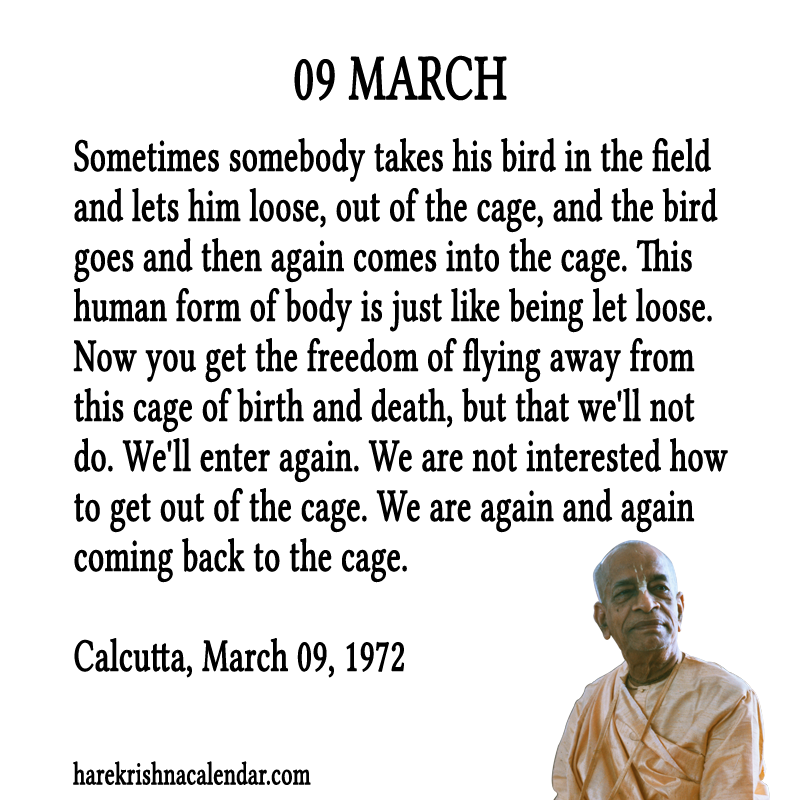 09 MARCH
Sometimes somebody takes his bird in the field
and lets him loose, out of the cage, and the bird
goes and then again comes into the cage. This
human form of body is just like being let loose.
Now you get the freedom of flying away from
this cage of birth and death, but that we'll not
do. We'll enter again. We are not interested how
to get out of the cage. We are again and again
coming back to the cage.
Calcutta, March 09, 1972
harekrishnacalendar.com